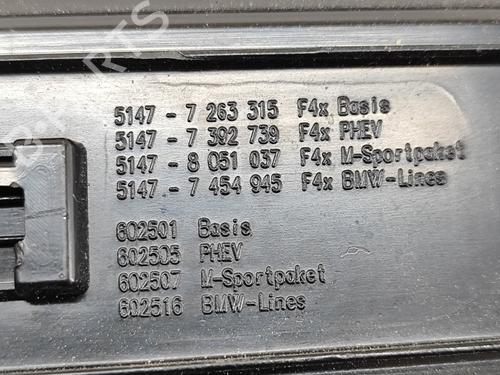 5147 - 7 263 315 F4x Basis
5147 - 7 392 739 F4x PHEV
5147 - 8 051 037 F4x M-Sportpaket
5147 - 7 454 945 F4x BMW-Lines
602501 Basis
602505 PHEV
602507 M-Sportpaket
602516 BMW-Lines